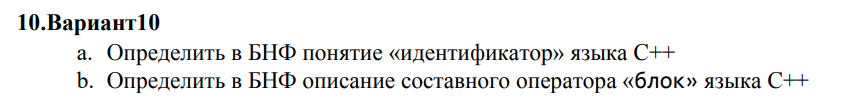 10.Вариант10
a. Определить в БНФ понятие «идентификатор» языка С++
b. Определить в БНФ описание составного оператора «блок» языка С++